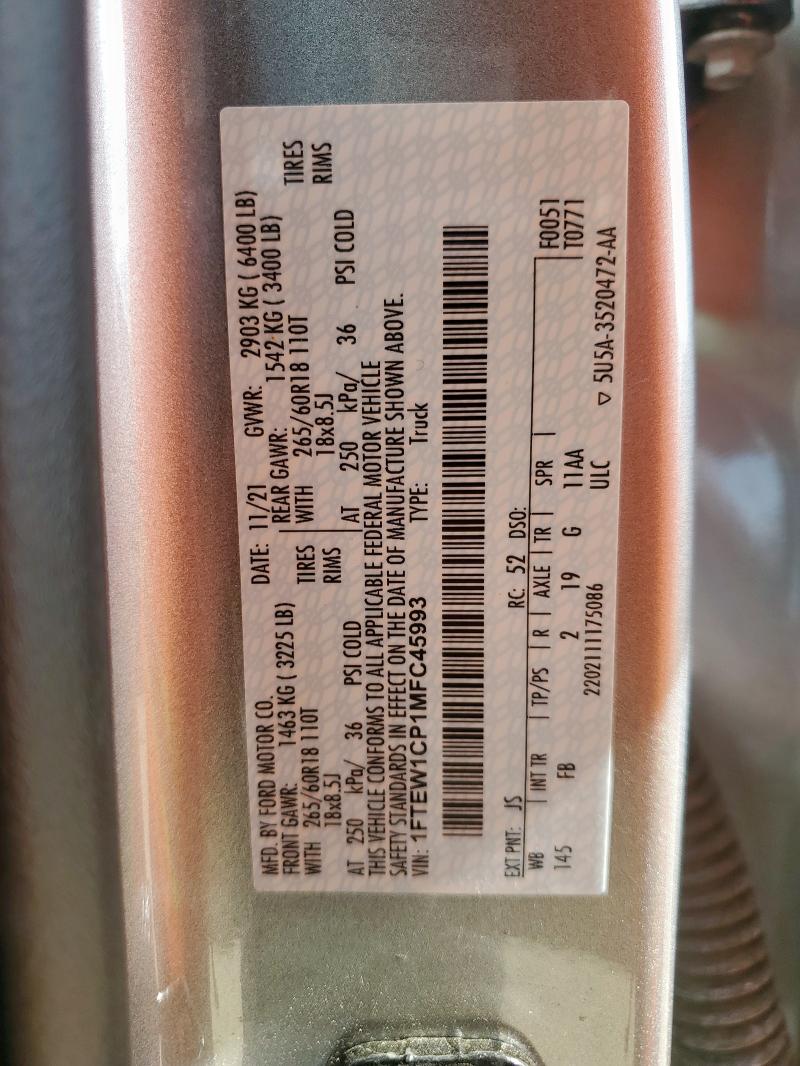 MFD. BY FORD MOTOR CO. DATE: 11/21 GVWR: 2903 KG ( 6400 LB)
FRONT GAWR: 1463 KG ( 3225 LB) REAR GAWR: 1542 KG ( 3400 LB)
WITH 265/60R18 110T TIRES WITH 265/60R18 110T TIRES
18x8.5J RIMS 18x8.5J RIMS
AT 250 kPa/ 36 PSI COLD AT 250 kPa/ 36 PSI COLD
THIS VEHICLE CONFORMS TO ALL APPLICABLE FEDERAL MOTOR VEHICLE
SAFETY STANDARDS IN EFFECT ON THE DATE OF MANUFACTURE SHOWN ABOVE.
VIN: 1FTEW1CP1MFC45993 TYPE: Truck
EXT PNT: JS RC: 52 DSO:
WB INT TR TP/PS R AXLE TR SPR F0051
145 FB 2 19 G 11AA T0771
2202111175086 ULC ▽ 5U5A-3520472-AA